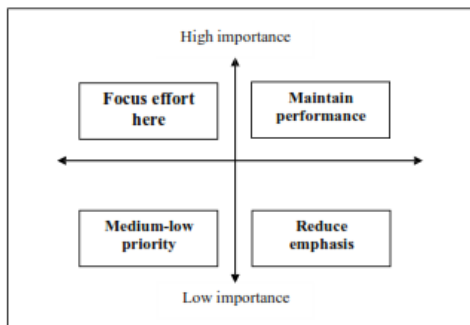 High importance
Focus effort
here
Maintain
performance
Medium-low
priority
Reduce
emphasis
Low importance